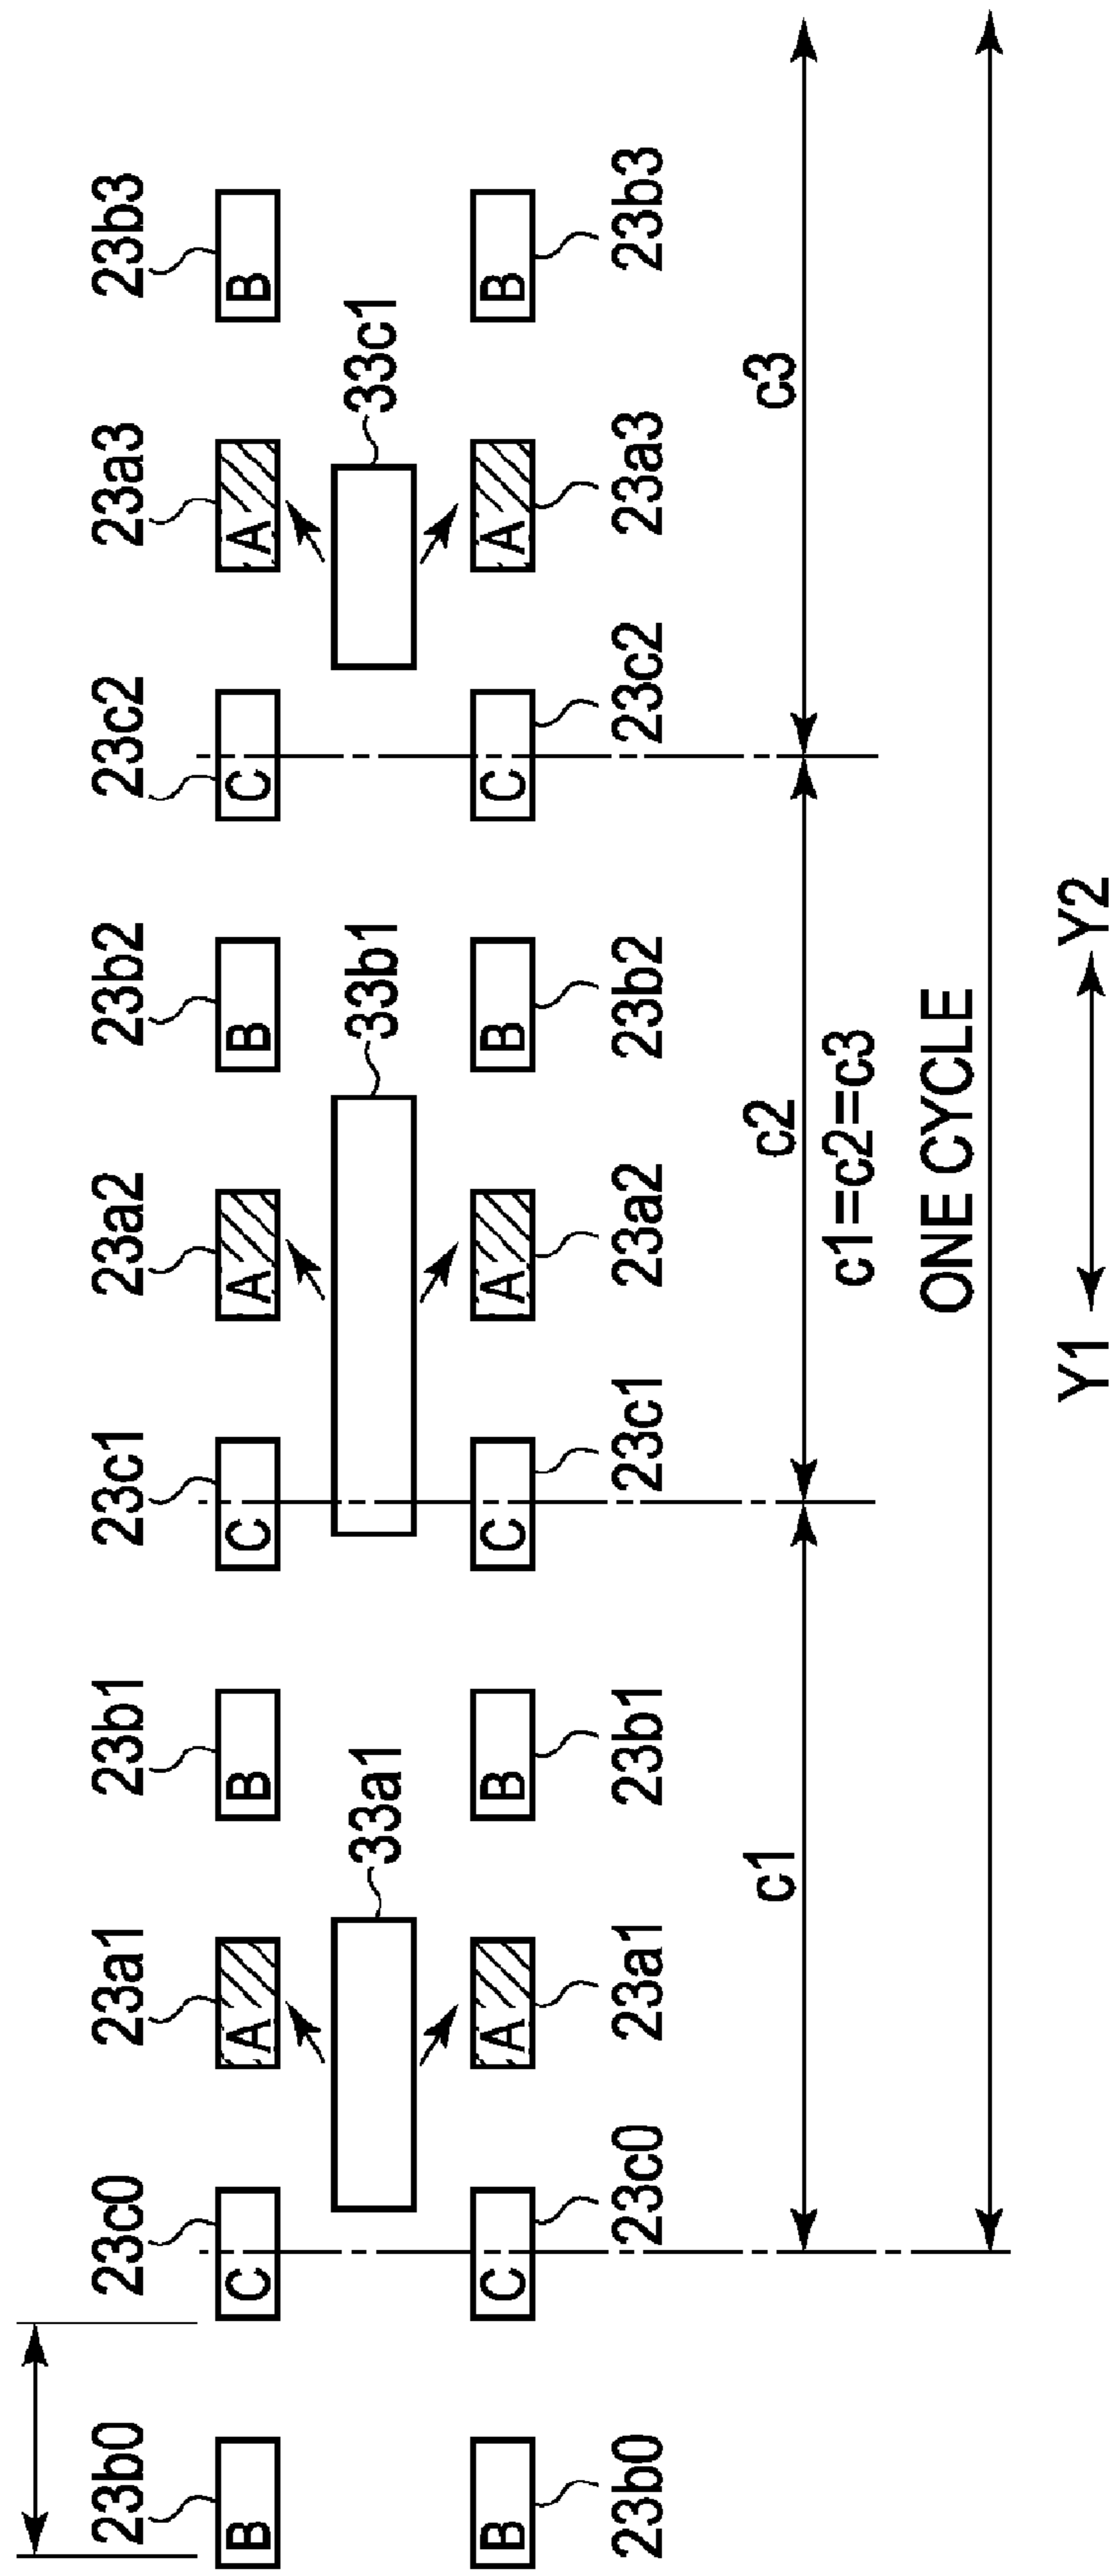 23b0 23c0 23a1 23b1 23c1 23a2 23b2 23c2 23a3 23b3
B C A B C A B C A B
33a1 33b1 33c1
B C A B C A B C A B
23b0 23c0 23a1 23b1 23c1 23a2 23b2 23c2 23a3 23b3
c1 c2 c3
c1=c2=c3
ONE CYCLE
Y1 Y2